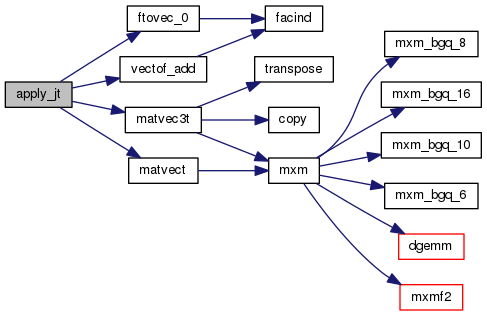 apply_jt
ftovec_0
vectof_add
matvec3t
matvect
facind
transpose
copy
mxm
mxm_bgq_8
mxm_bgq_16
mxm_bgq_10
mxm_bgq_6
dgemm
mxmf2